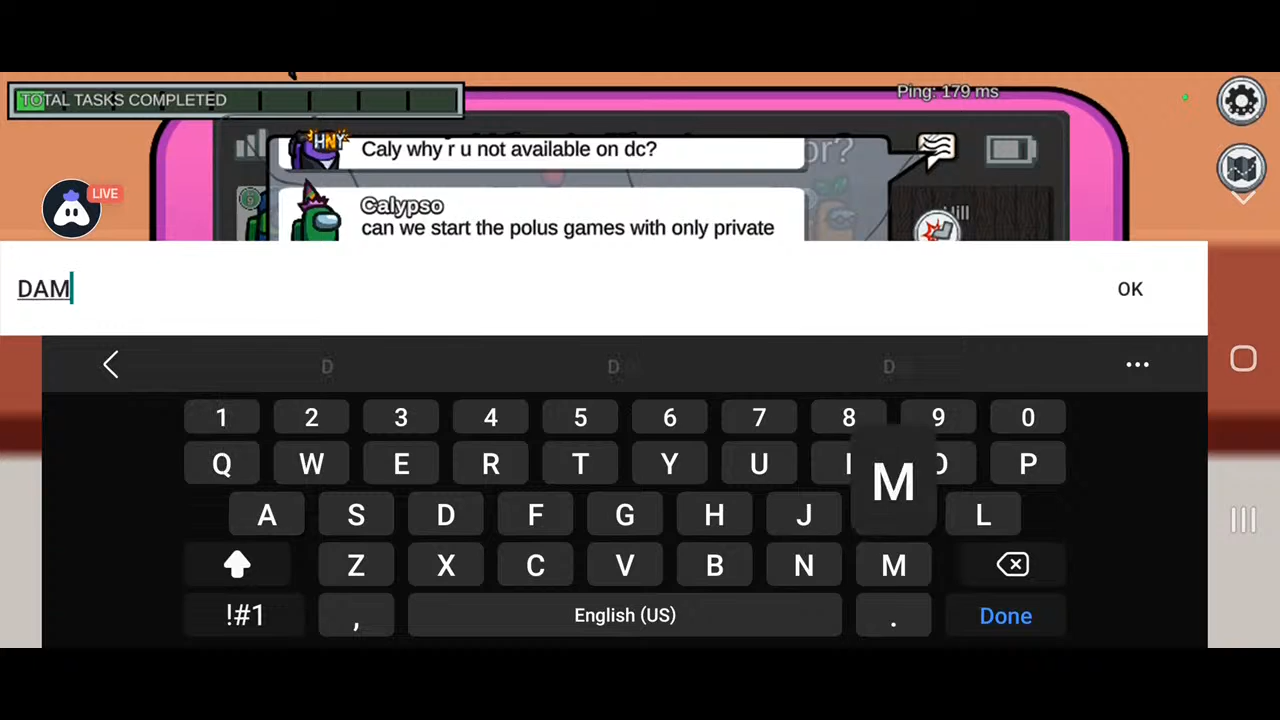 TOTAL TASKS COMPLETED
Ping: 179 ms
HNY
Caly why r u not available on dc?
or?
LIVE
Calypso
can we start the polus games with only private
DAM
OK
D D D
1 2 3 4 5 6 7 8 9 0
Q W E R T Y U I O P
A S D F G H J M L
Z X C V B N M
!#1 , English (US) . Done